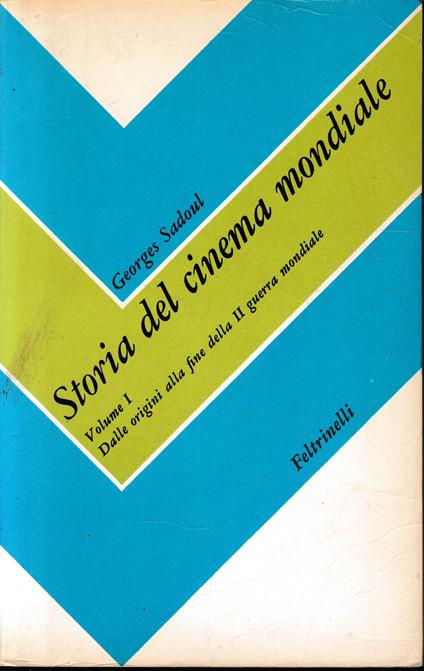 Georges Sadoul
Storia del cinema mondiale
Volume I
Dalle origini alla fine della II guerra mondiale
Feltrinelli